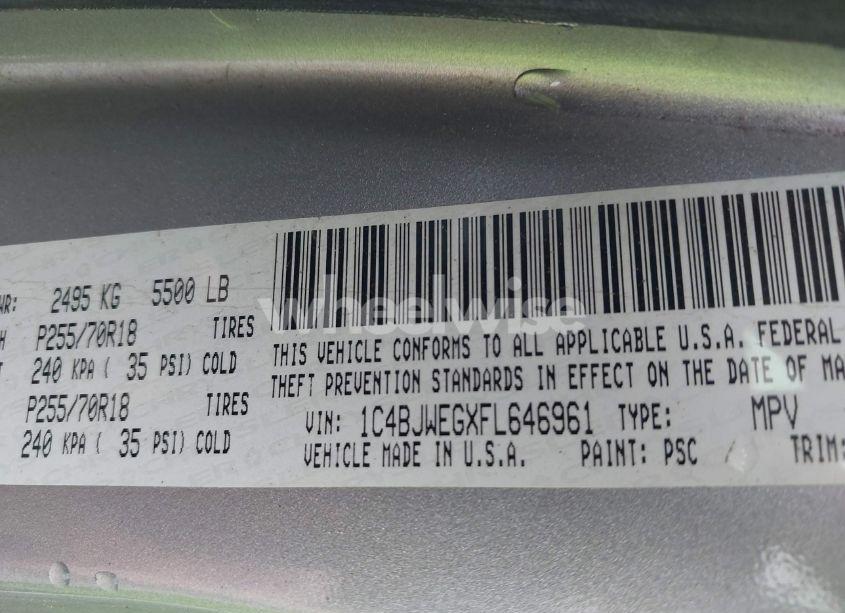 WR: 2495 KG 5500 LB
H P255/70R18 TIRES
T 240 KPA ( 35 PSI) COLD
P255/70R18 TIRES
240 KPA ( 35 PSI) COLD
THIS VEHICLE CONFORMS TO ALL APPLICABLE U.S.A. FEDERAL
THEFT PREVENTION STANDARDS IN EFFECT ON THE DATE OF MA
VIN: 1C4BJWEGXFL646961 TYPE: MPV
VEHICLE MADE IN U.S.A. PAINT: PSC TRIM:
wheelwise